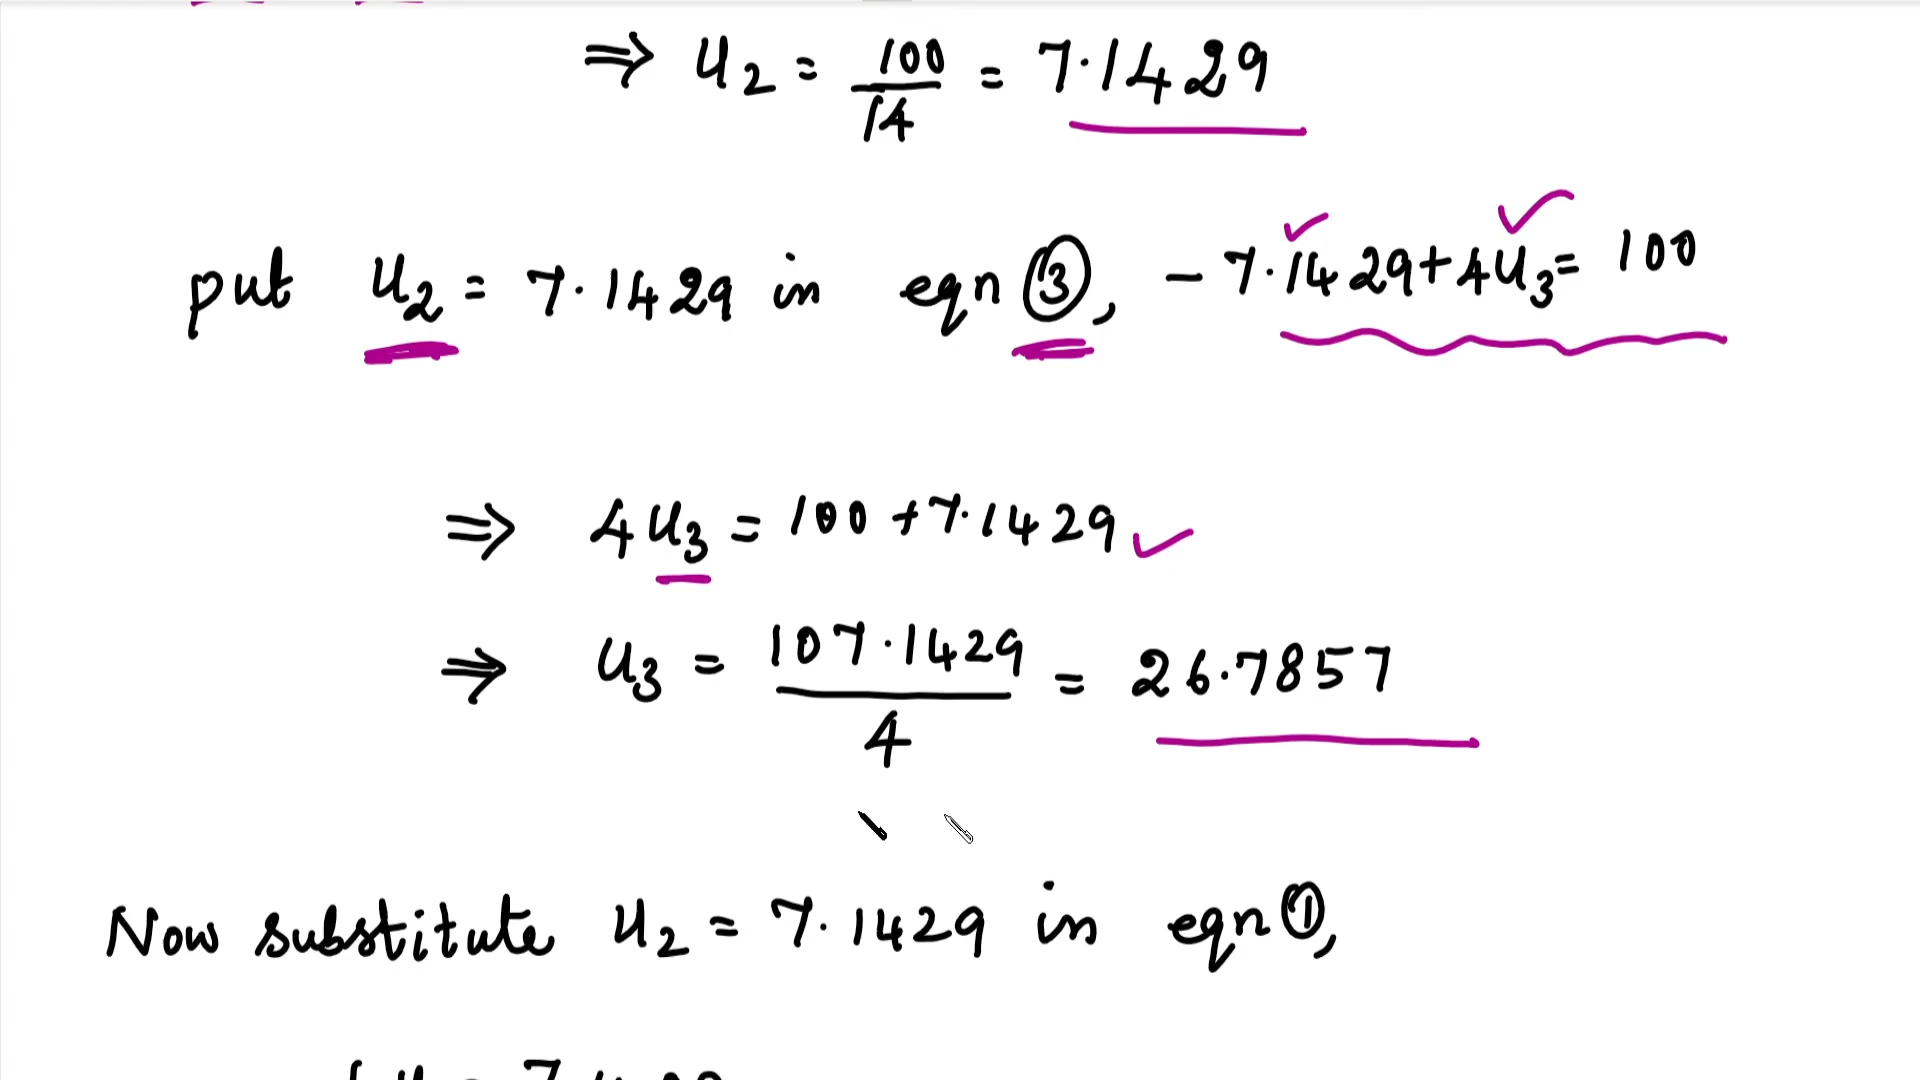 ⇒ u₂ = 100/14 = 7.1429
put u₂ = 7.1429 in eqn ③, - 7.1429 + 4u₃ = 100
⇒ 4u₃ = 100 + 7.1429
⇒ u₃ = 107.1429/4 = 26.7857
Now substitute u₂ = 7.1429 in eqn ①,